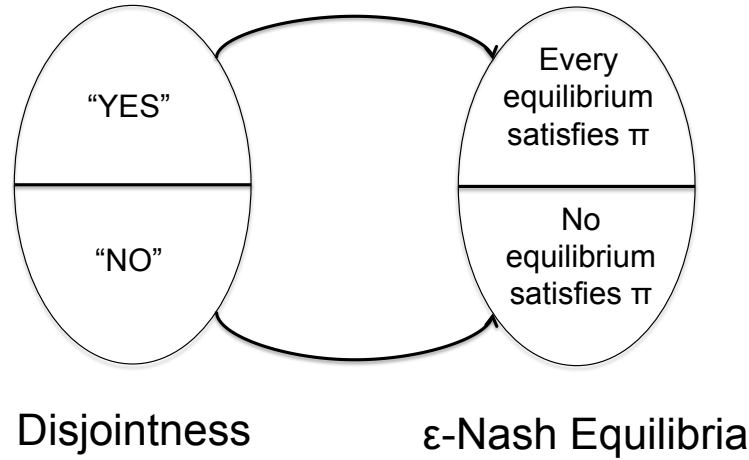 “YES”
“NO”
Every
equilibrium
satisfies π
No
equilibrium
satisfies π
Disjointness
ε-Nash Equilibria